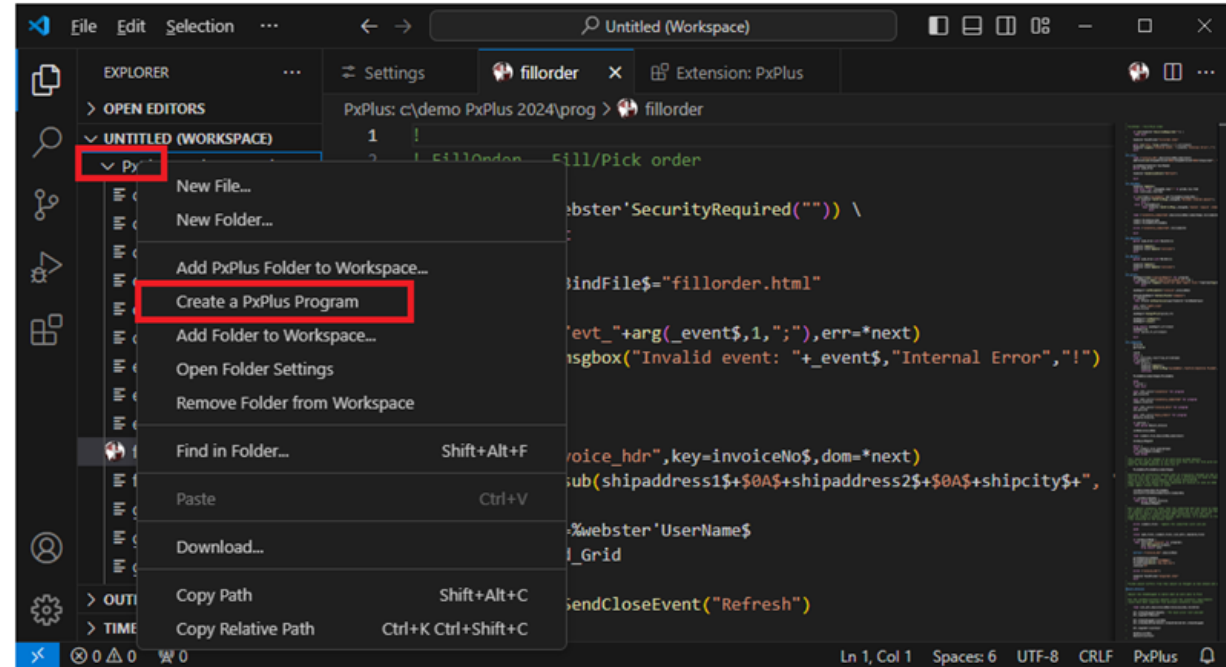 File Edit Selection ··· Untitled (Workspace)
EXPLORER ··· Settings fillorder Extension: PxPlus ···
OPEN EDITORS PxPlus: c:\demo PxPlus 2024\prog > fillorder
UNTITLED (WORKSPACE) 1 !
! FillOrder - Fill/Pick order
New File...
New Folder...
ebster'SecurityRequired("")) \
Add PxPlus Folder to Workspace...
Create a PxPlus Program
BindFile$="fillorder.html"
Add Folder to Workspace...
"evt_"+arg(_event$,1,";"),err=*next)
msgbox("Invalid event: "+_event$,"Internal Error","!")
Open Folder Settings
Remove Folder from Workspace
Find in Folder... Shift+Alt+F
voice_hdr",key=invoiceNo$,dom=*next)
sub(shipaddress1$+$0A$+shipaddress2$+$0A$+shipcity$+",
Paste Ctrl+V
=%webster'UserName$
d_Grid
Download...
Copy Path Shift+Alt+C
SendCloseEvent("Refresh")
Copy Relative Path Ctrl+K Ctrl+Shift+C
0 0 0 Ln 1, Col 1 Spaces: 6 UTF-8 CRLF PxPlus